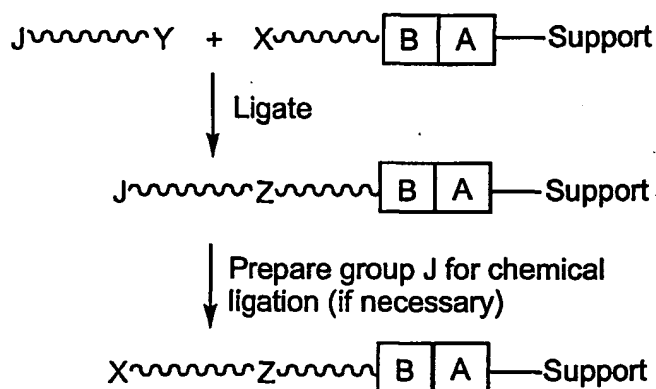 J Y + X B A Support
Ligate
J Z B A Support
Prepare group J for chemical
ligation (if necessary)
X Z B A Support